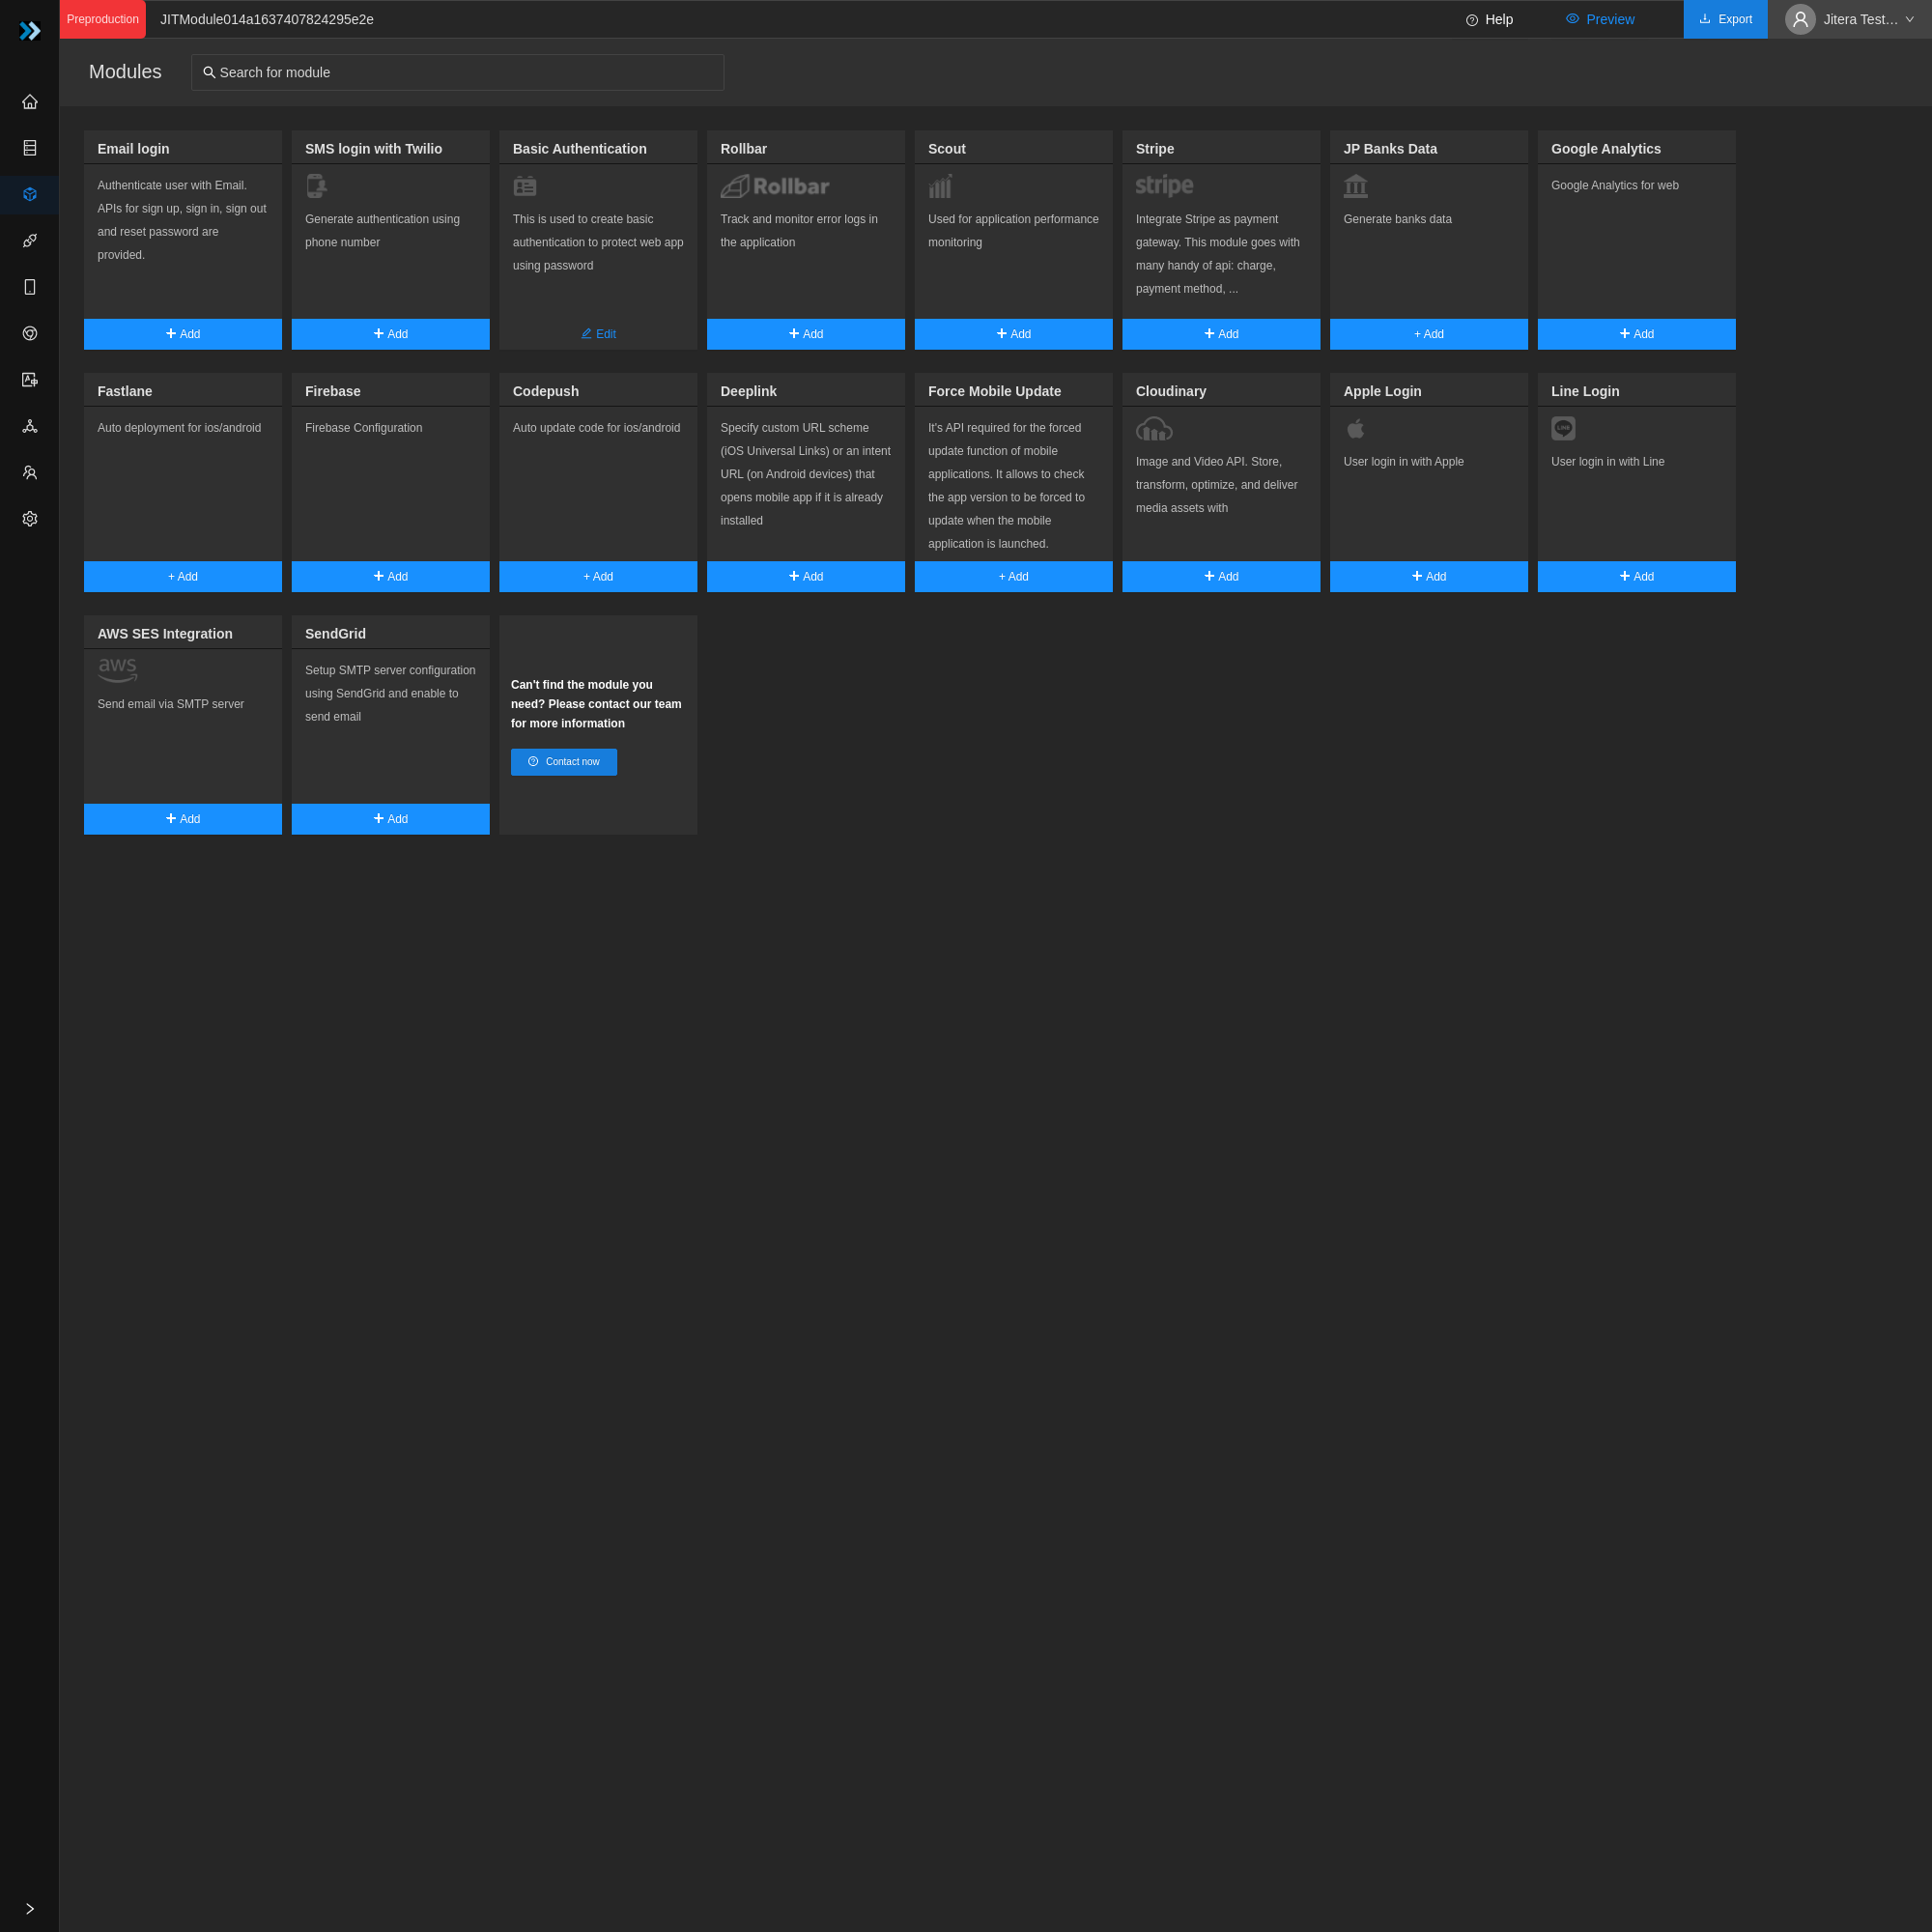 Preproduction
JITModule014a1637407824295e2e
Help
Preview
Export
Jitera Test…
Modules
Search for module
Email login
Authenticate user with Email.
APIs for sign up, sign in, sign out
and reset password are
provided.
Add
SMS login with Twilio
Generate authentication using
phone number
Add
Basic Authentication
This is used to create basic
authentication to protect web app
using password
Edit
Rollbar
Rollbar
Track and monitor error logs in
the application
Add
Scout
Used for application performance
monitoring
Add
Stripe
stripe
Integrate Stripe as payment
gateway. This module goes with
many handy of api: charge,
payment method, ...
Add
JP Banks Data
Generate banks data
+ Add
Google Analytics
Google Analytics for web
Add
Fastlane
Auto deployment for ios/android
+ Add
Firebase
Firebase Configuration
Add
Codepush
Auto update code for ios/android
+ Add
Deeplink
Specify custom URL scheme
(iOS Universal Links) or an intent
URL (on Android devices) that
opens mobile app if it is already
installed
Add
Force Mobile Update
It's API required for the forced
update function of mobile
applications. It allows to check
the app version to be forced to
update when the mobile
application is launched.
+ Add
Cloudinary
Image and Video API. Store,
transform, optimize, and deliver
media assets with
Add
Apple Login
User login in with Apple
Add
Line Login
LINE
User login in with Line
Add
AWS SES Integration
aws
Send email via SMTP server
Add
SendGrid
Setup SMTP server configuration
using SendGrid and enable to
send email
Add
Can't find the module you
need? Please contact our team
for more information
Contact now